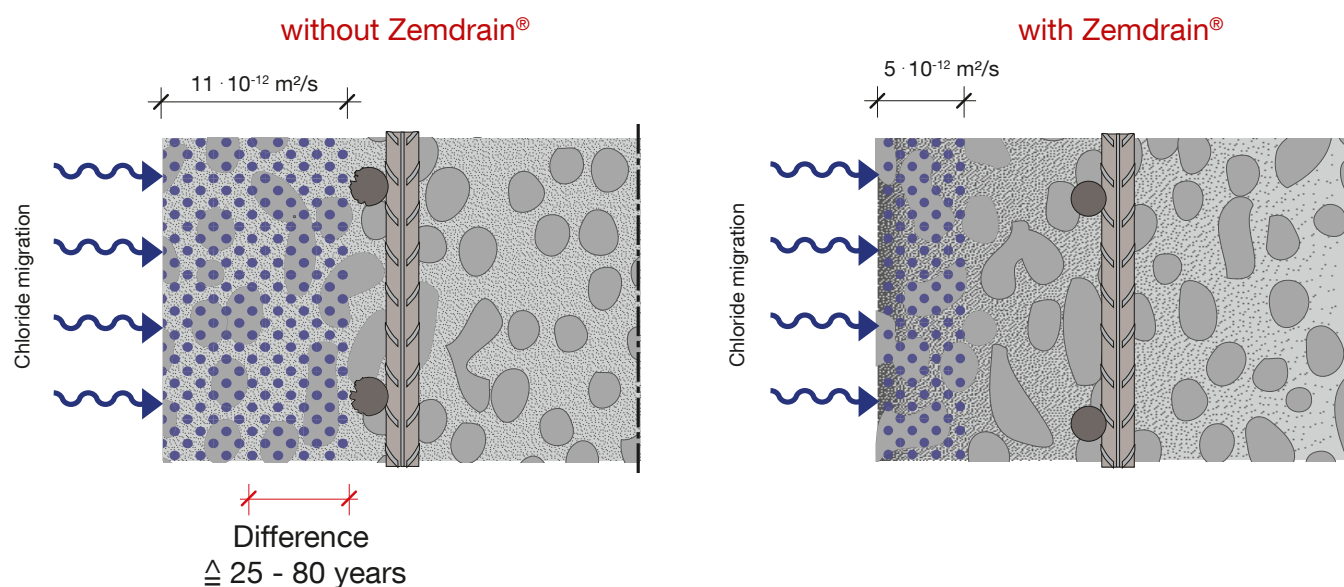 without Zemdrain®
11 · 10⁻¹² m²/s
Chloride migration
Difference
≙ 25 - 80 years
with Zemdrain®
5 · 10⁻¹² m²/s
Chloride migration